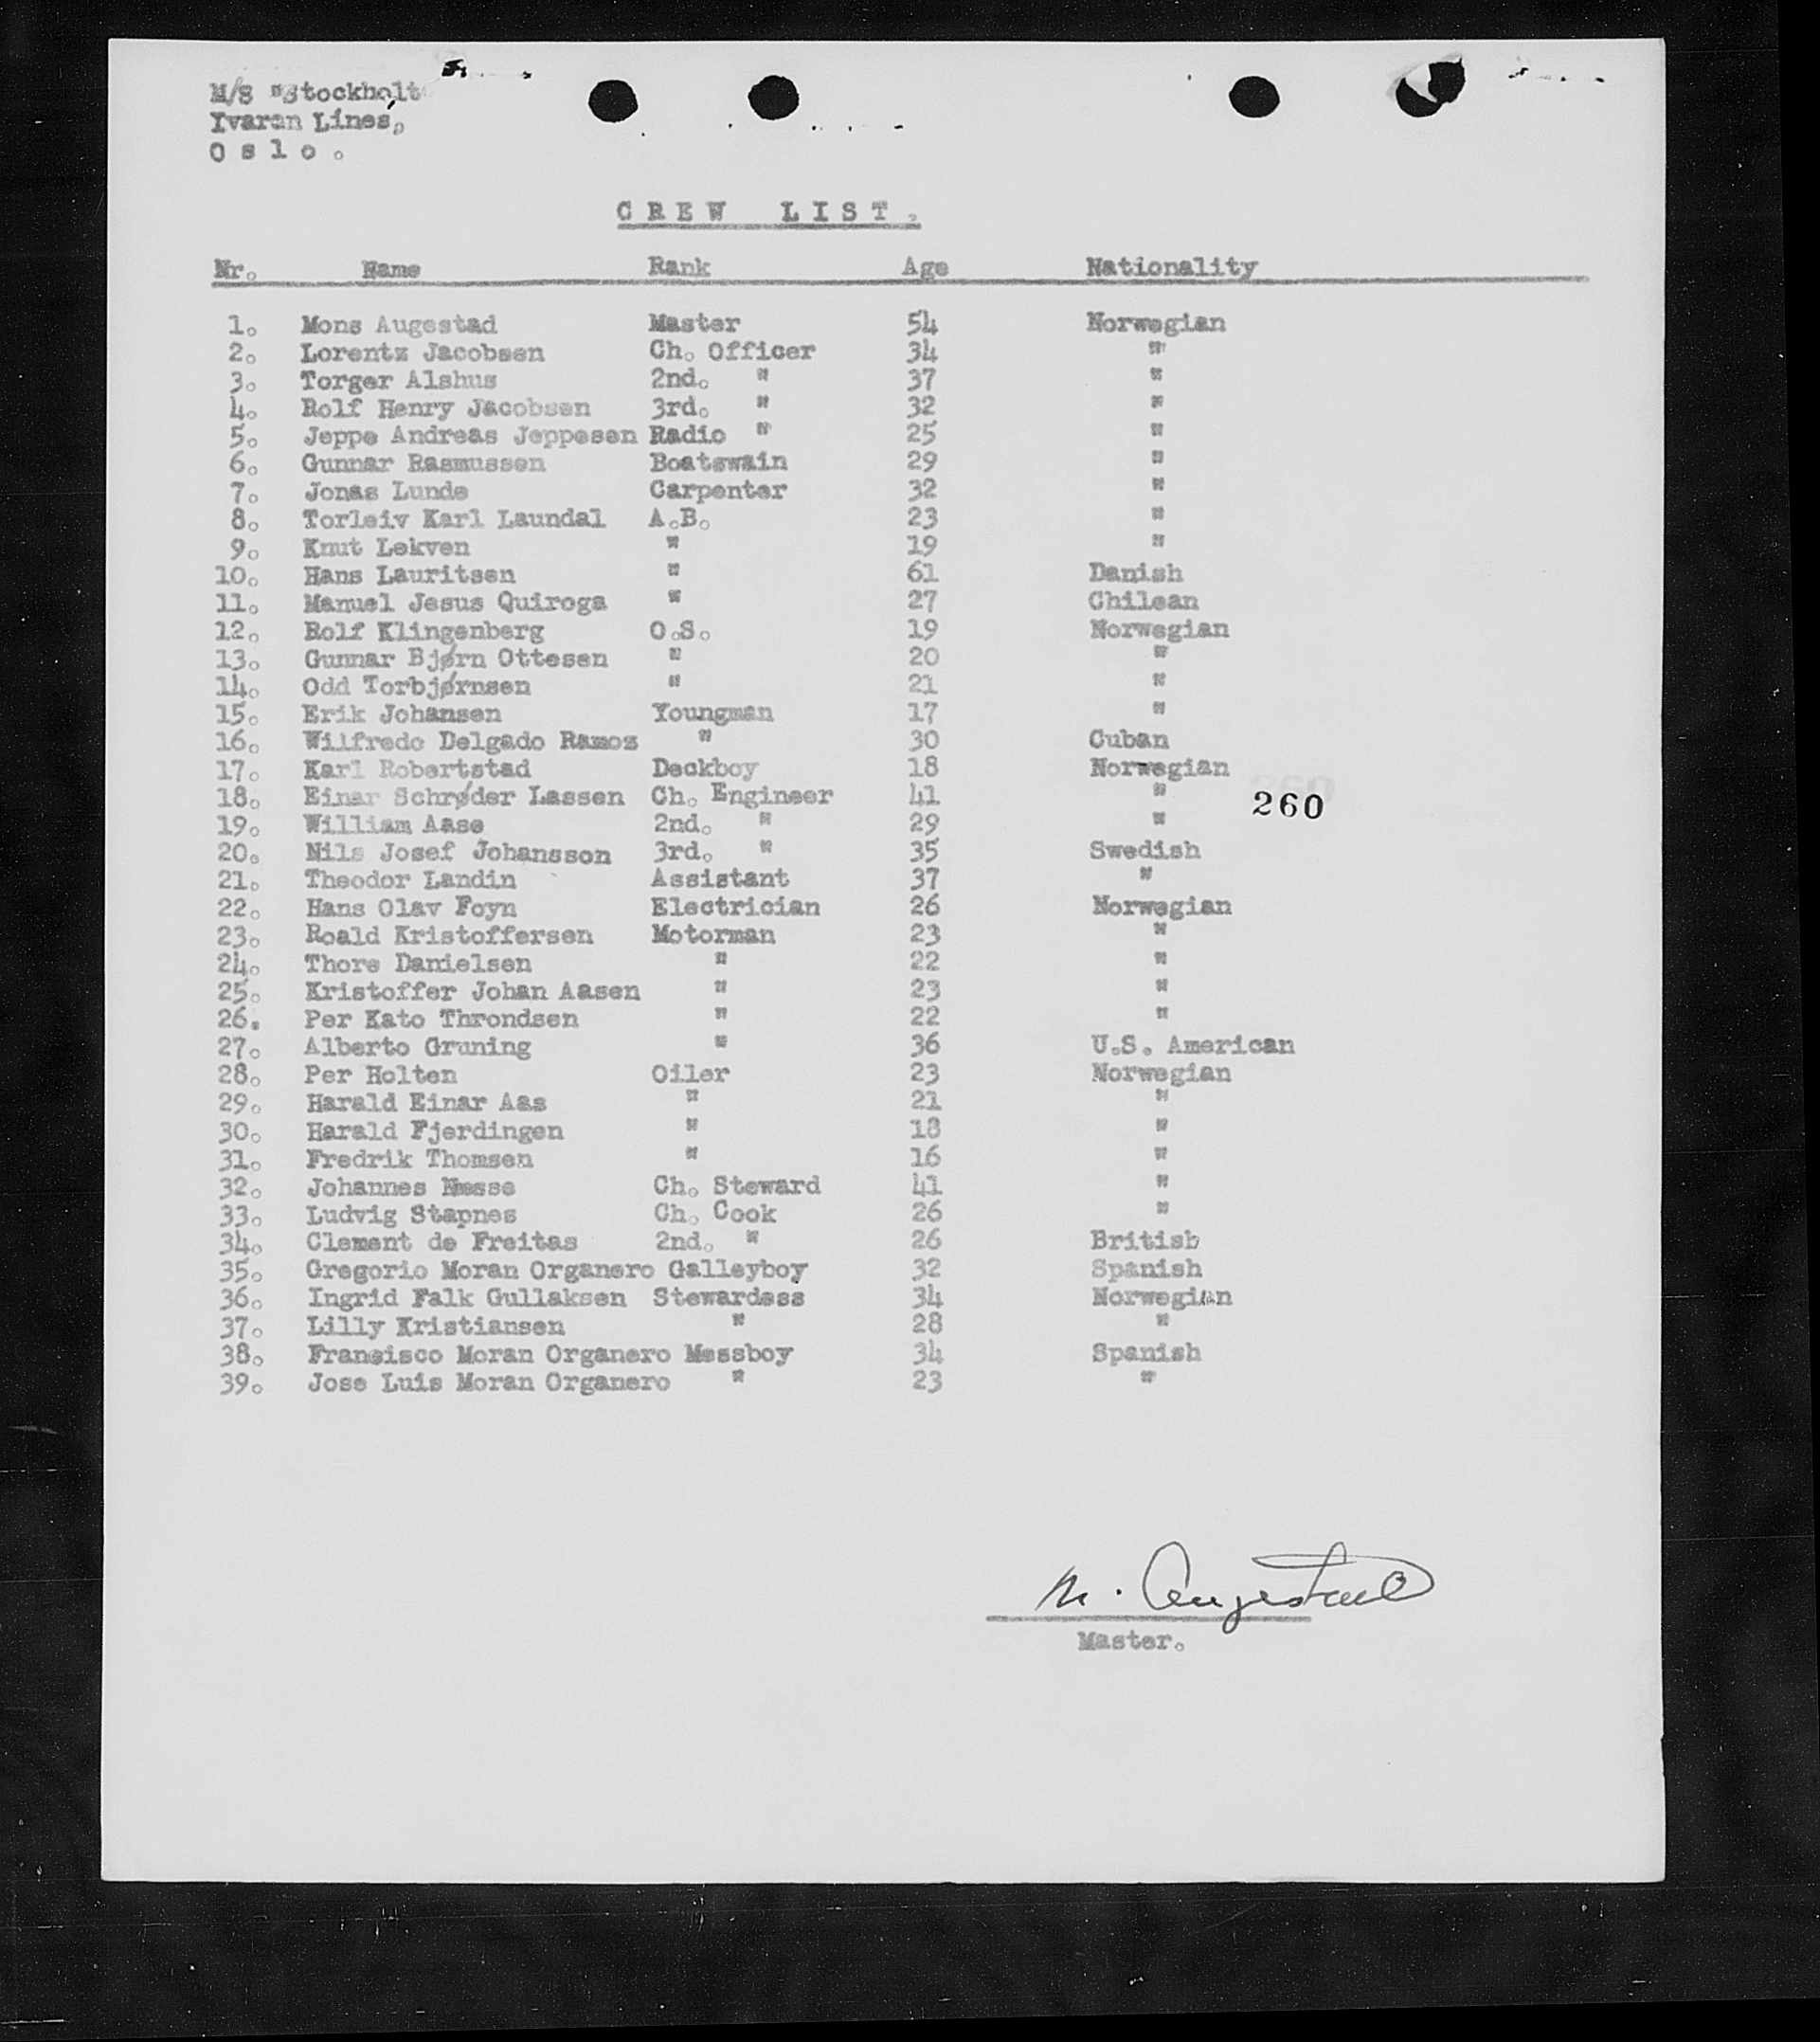 M/S "Stockholt
Yvaran Lines,
O s l o .
C R E W   L I S T .
Nr. Name Rank Age Nationality
1. Mons Augestad Master 54 Norwegian
2. Lorentz Jacobsen Ch. Officer 34 "
3. Torger Alshus 2nd. " 37 "
4. Rolf Henry Jacobsen 3rd. " 32 "
5. Jeppe Andreas Jeppesen Radio " 25 "
6. Gunnar Rasmussen Boatswain 29 "
7. Jonas Lunde Carpenter 32 "
8. Torleiv Karl Laundal A.B. 23 "
9. Knut Lekven " 19 "
10. Hans Lauritsen " 61 Danish
11. Manuel Jesus Quiroga " 27 Chilean
12. Rolf Klingenberg O.S. 19 Norwegian
13. Gunnar Bjørn Ottesen " 20 "
14. Odd Torbjørnsen " 21 "
15. Erik Johansen Youngman 17 "
16. Wilfredo Delgado Ramos " 30 Cuban
17. Karl Robertstad Deckboy 18 Norwegian
18. Einar Schrøder Lassen Ch. Engineer 41 "
260
19. William Aase 2nd. " 29 "
20. Nils Josef Johansson 3rd. " 35 Swedish
21. Theodor Landin Assistant 37 "
22. Hans Olav Foyn Electrician 26 Norwegian
23. Roald Kristoffersen Motorman 23 "
24. Thore Danielsen " 22 "
25. Kristoffer Johan Aasen " 23 "
26. Per Kato Throndsen " 22 "
27. Alberto Gruning " 36 U.S. American
28. Per Holten Oiler 23 Norwegian
29. Harald Einar Aas " 21 "
30. Harald Fjerdingen " 18 "
31. Fredrik Thomsen " 16 "
32. Johannes Næsse Ch. Steward 41 "
33. Ludvig Stapnes Ch. Cook 26 "
34. Clement de Freitas 2nd. " 26 British
35. Gregorio Moran Organero Galleyboy 32 Spanish
36. Ingrid Falk Gullaksen Stewardess 34 Norwegian
37. Lilly Kristiansen " 28 "
38. Francisco Moran Organero Messboy 34 Spanish
39. Jose Luis Moran Organero " 23 "
M. Augestad
Master.